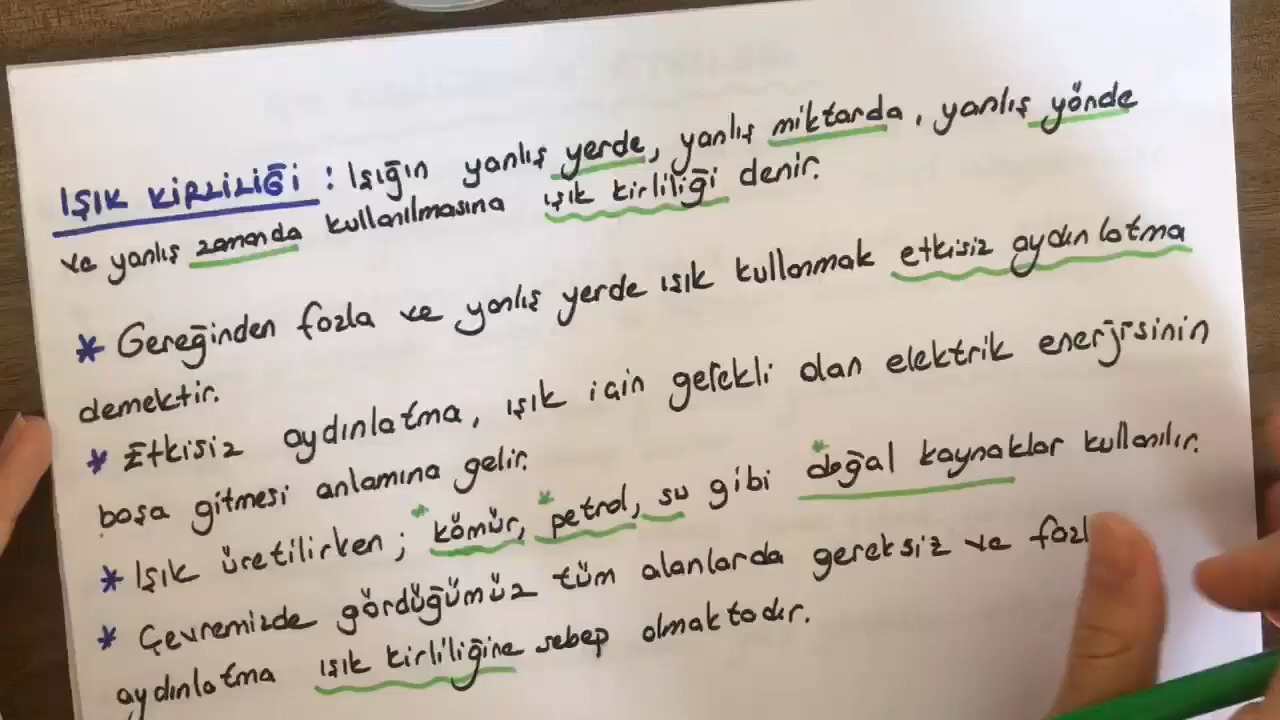 IŞIK KİRLİLİĞİ : Işığın yanlış yerde, yanlış miktarda, yanlış yönde
ve yanlış zamanda kullanılmasına ışık kirliliği denir.
* Gereğinden fazla ve yanlış yerde ışık kullanmak etkisiz aydınlatma
demektir.
* Etkisiz aydınlatma, ışık için gerekli olan elektrik enerjisinin
boşa gitmesi anlamına gelir.
* Işık üretilirken; kömür, petrol, su gibi doğal kaynaklar kullanılır.
* Çevremizde gördüğümüz tüm alanlarda gereksiz ve fazl
aydınlatma ışık kirliliğine sebep olmaktadır.